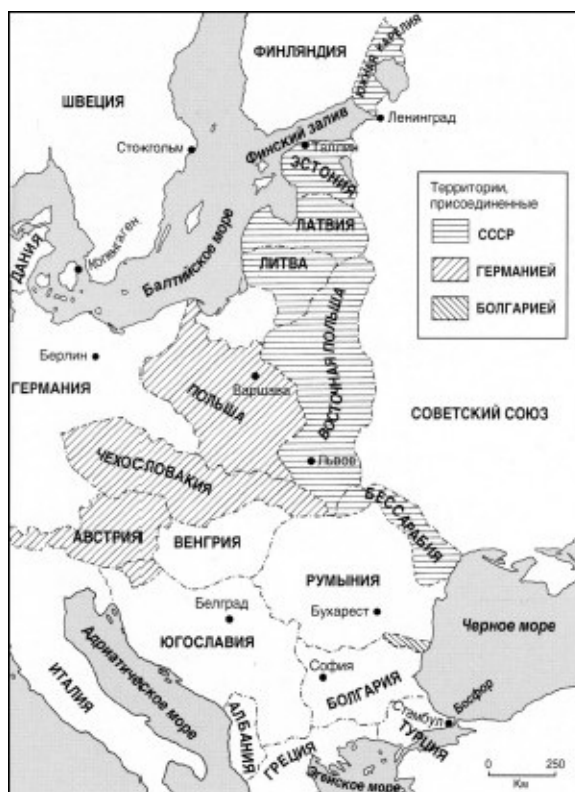 ФИНЛЯНДИЯ
ЮЖНАЯ КАРЕЛИЯ
ШВЕЦИЯ
Ленинград
Финский залив
Стокгольм
Таллин
ЭСТОНИЯ
Территории,
присоединенные
СССР
ГЕРМАНИЕЙ
БОЛГАРИЕЙ
ЛАТВИЯ
ДАНИЯ
Копенгаген
ЛИТВА
Балтийское море
Берлин
ГЕРМАНИЯ
Варшава
ПОЛЬША
ВОСТОЧНАЯ ПОЛЬША
СОВЕТСКИЙ СОЮЗ
Львов
ЧЕХОСЛОВАКИЯ
БЕССАРАБИЯ
АВСТРИЯ
ВЕНГРИЯ
РУМЫНИЯ
Белград
Бухарест
Черное море
ЮГОСЛАВИЯ
Адриатическое море
ИТАЛИЯ
София
БОЛГАРИЯ
Босфор
Стамбул
АЛБАНИЯ
ТУРЦИЯ
ГРЕЦИЯ
Эгейское море
0 250
Км